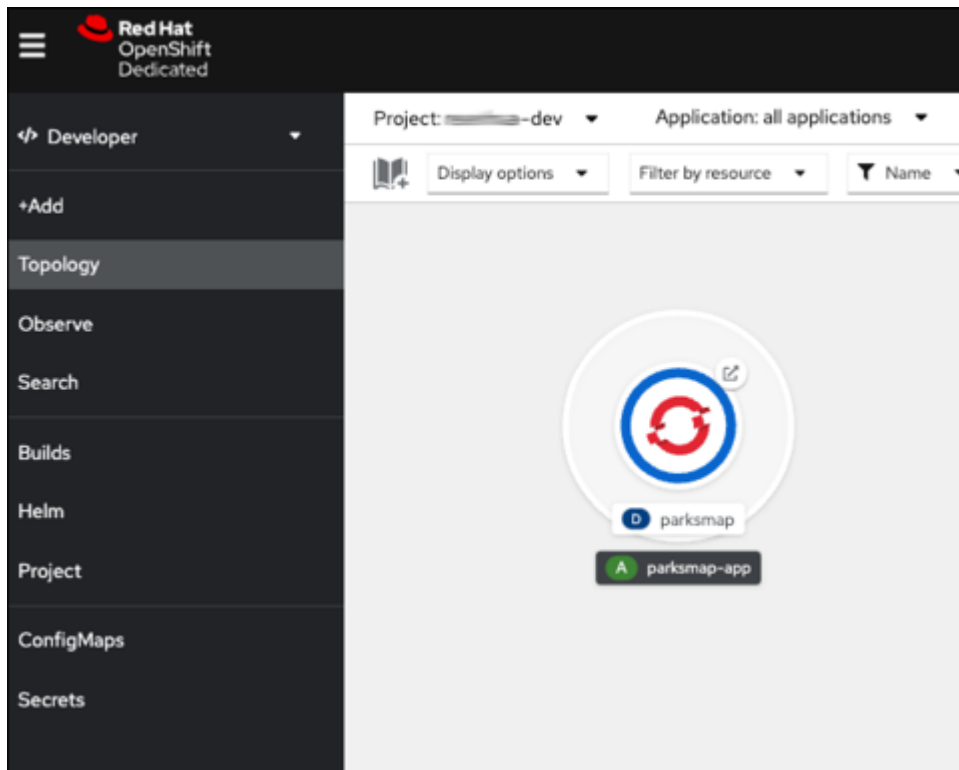 Red Hat
OpenShift
Dedicated
</> Developer
+Add
Topology
Observe
Search
Builds
Helm
Project
ConfigMaps
Secrets
Project: -dev
Application: all applications
Display options
Filter by resource
Name
D parksmap
A parksmap-app